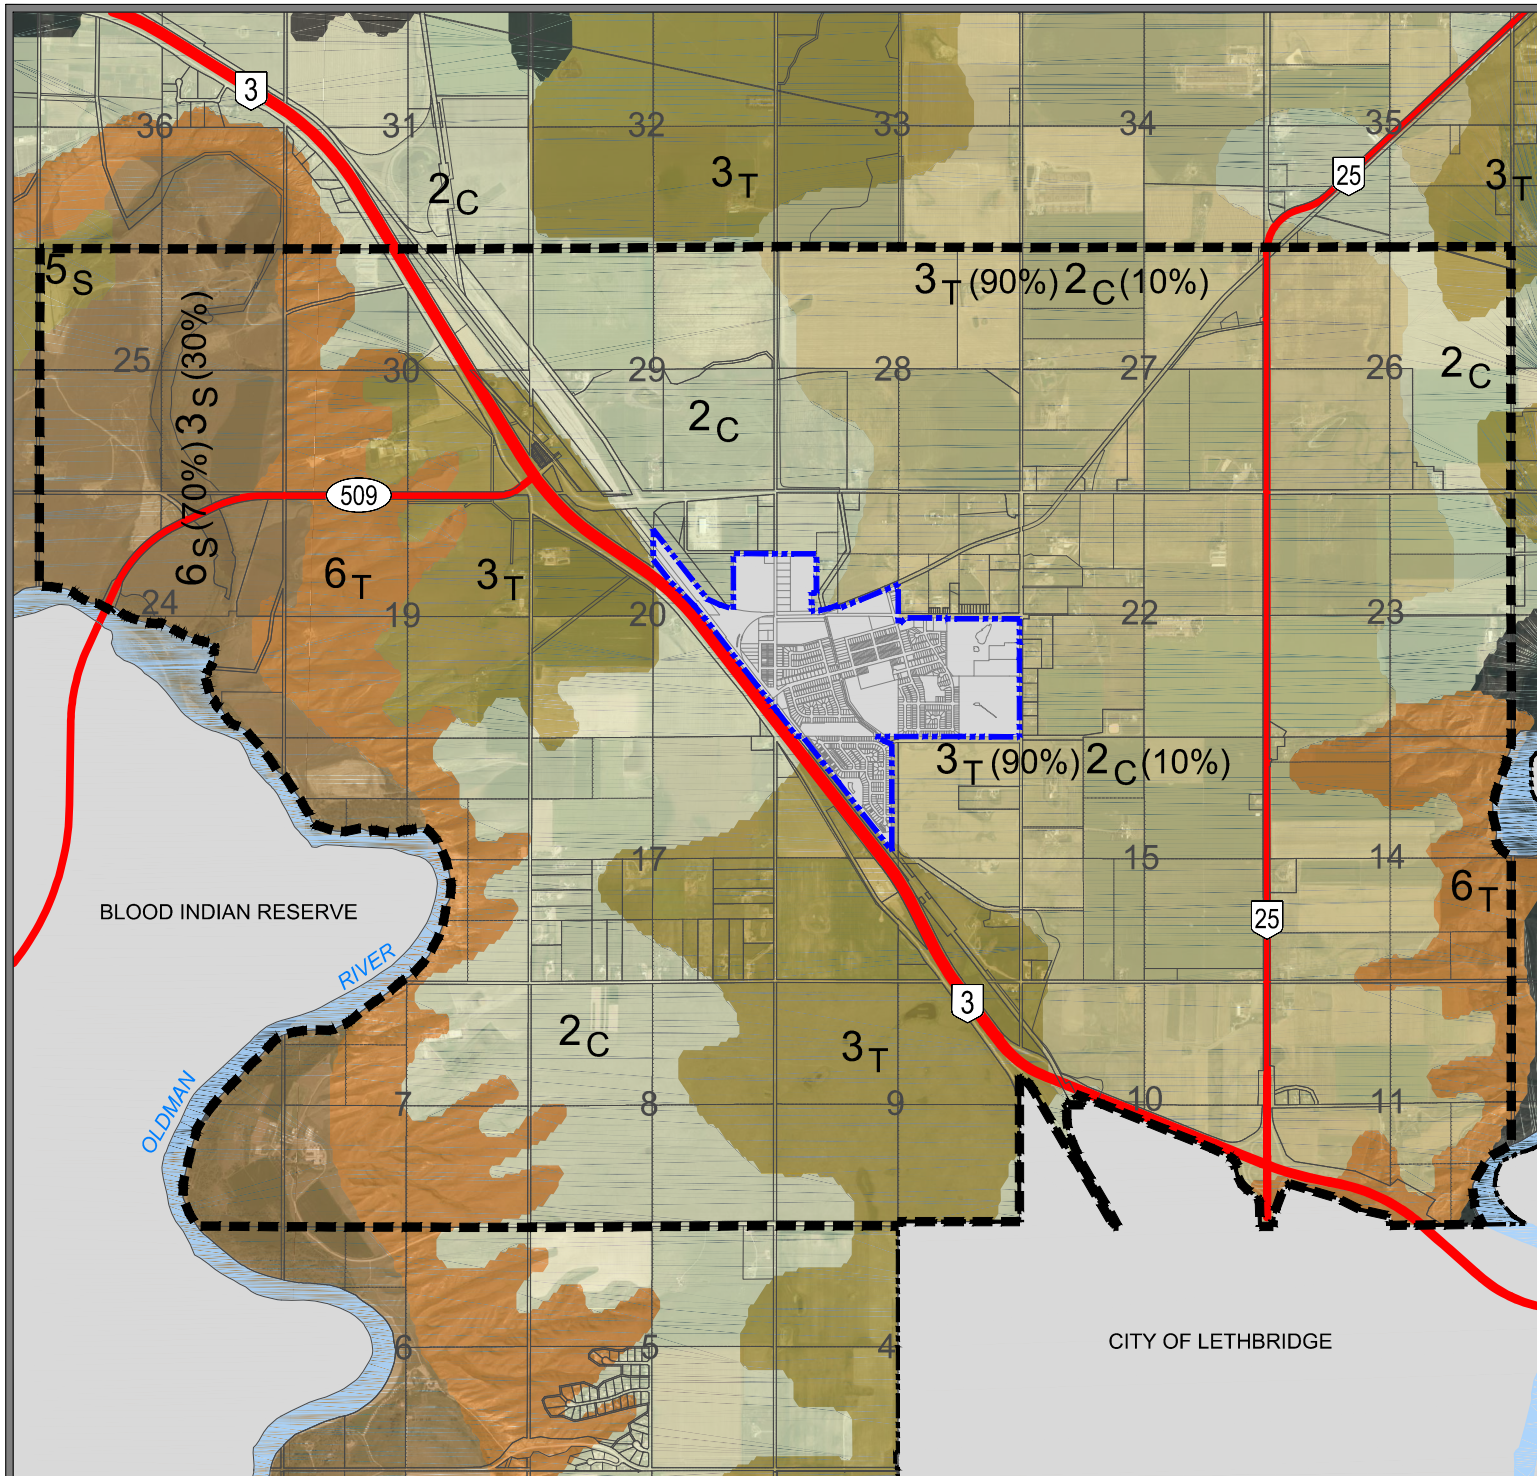 3
36
31
32
33
34
35
25
2C
3T
3T
5S
3T (90%) 2C (10%)
6S (70%) 3S (30%)
25
30
29
28
27
26
2C
2C
509
6T
3T
24
19
20
22
23
3T (90%) 2C (10%)
17
15
14
6T
BLOOD INDIAN RESERVE
25
RIVER
3
2C
3T
OLDMAN
7
8
9
10
11
6
5
4
CITY OF LETHBRIDGE